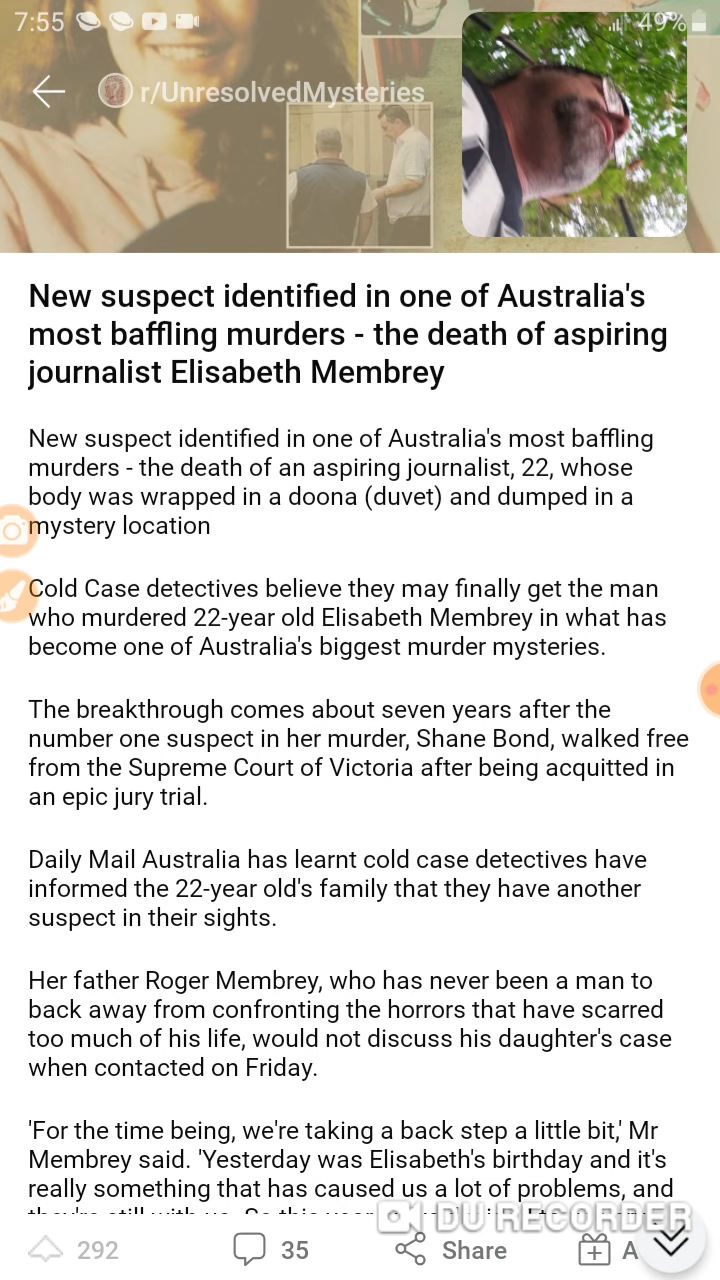 7:55
49%
r/UnresolvedMysteries
New suspect identified in one of Australia's
most baffling murders - the death of aspiring
journalist Elisabeth Membrey
New suspect identified in one of Australia's most baffling
murders - the death of an aspiring journalist, 22, whose
body was wrapped in a doona (duvet) and dumped in a
mystery location
Cold Case detectives believe they may finally get the man
who murdered 22-year old Elisabeth Membrey in what has
become one of Australia's biggest murder mysteries.
The breakthrough comes about seven years after the
number one suspect in her murder, Shane Bond, walked free
from the Supreme Court of Victoria after being acquitted in
an epic jury trial.
Daily Mail Australia has learnt cold case detectives have
informed the 22-year old's family that they have another
suspect in their sights.
Her father Roger Membrey, who has never been a man to
back away from confronting the horrors that have scarred
too much of his life, would not discuss his daughter's case
when contacted on Friday.
'For the time being, we're taking a back step a little bit,' Mr
Membrey said. 'Yesterday was Elisabeth's birthday and it's
really something that has caused us a lot of problems, and
they're still with us. So this year
DU RECORDER
292
35
Share
A